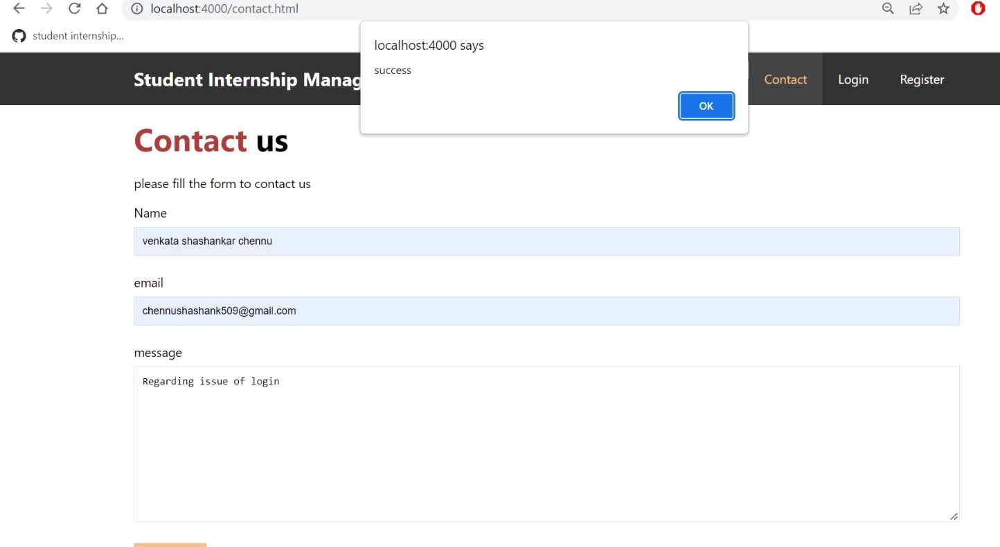 localhost:4000/contact.html
student internship...
localhost:4000 says
success
OK
Student Internship Manag
Contact
Login
Register
Contact us
please fill the form to contact us
Name
venkata shashankar chennu
email
chennushashank509@gmail.com
message
Regarding issue of login